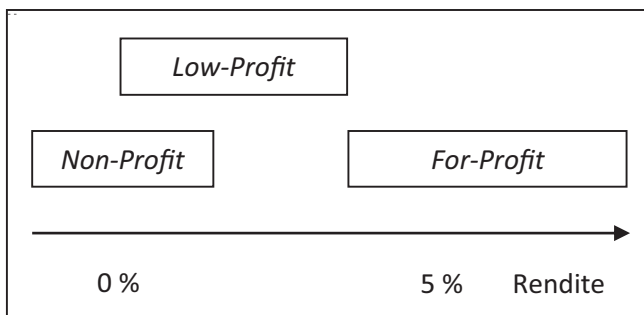 Low-Profit
Non-Profit For-Profit
0 % 5 % Rendite